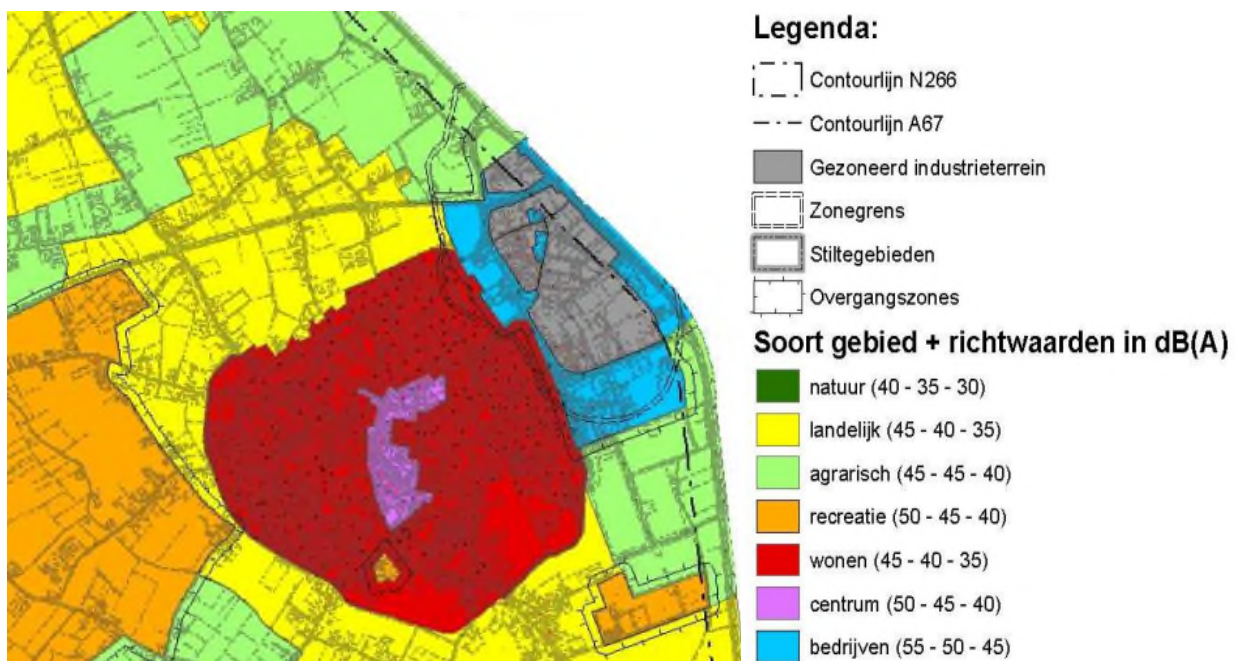 Legenda:
Contourlijn N266
Contourlijn A67
Gezoneerd industrieterrein
Zonegrens
Stiltegebieden
Overgangszones
Soort gebied + richtwaarden in dB(A)
natuur (40 - 35 - 30)
landelijk (45 - 40 - 35)
agrarisch (45 - 45 - 40)
recreatie (50 - 45 - 40)
wonen (45 - 40 - 35)
centrum (50 - 45 - 40)
bedrijven (55 - 50 - 45)